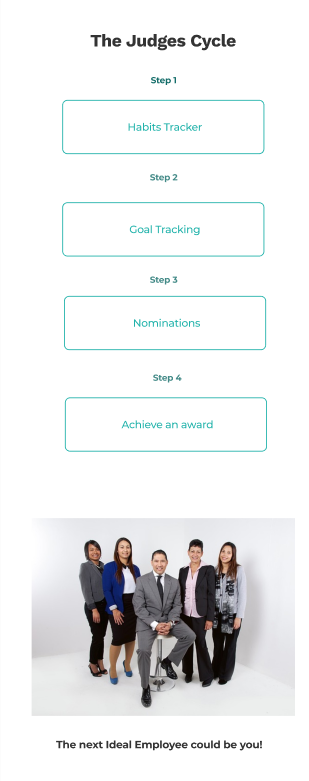 The Judges Cycle
Step 1
Habits Tracker
Step 2
Goal Tracking
Step 3
Nominations
Step 4
Achieve an award
The next Ideal Employee could be you!